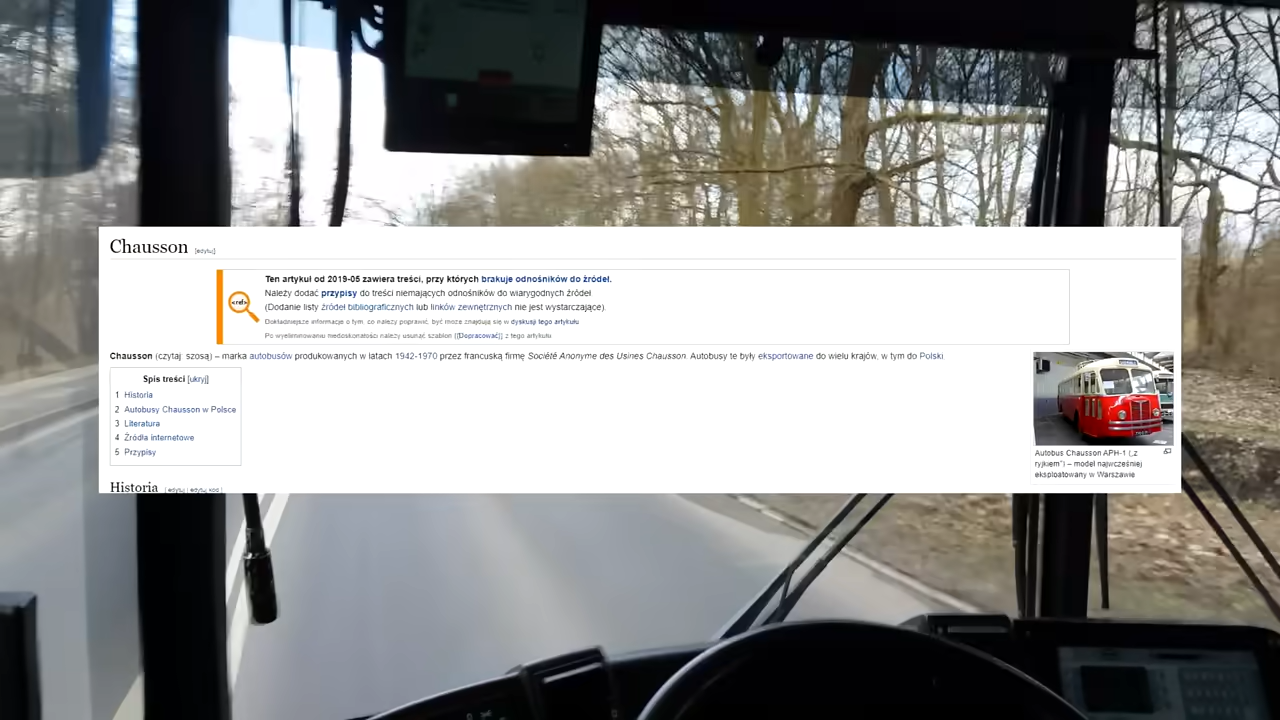 Chausson [edytuj]
Ten artykuł od 2019-05 zawiera treści, przy których brakuje odnośników do źródeł.
Należy dodać przypisy do treści niemających odnośników do wiarygodnych źródeł
(Dodanie listy źródeł bibliograficznych lub linków zewnętrznych nie jest wystarczające).
Dokładniejsze informacje o tym, co należy poprawić, być może znajdują się w dyskusji tego artykułu
Po wyeliminowaniu niedoskonałości należy usunąć szablon {{Dopracować}} z tego artykułu
<ref>
Chausson (czytaj szosą) – marka autobusów produkowanych w latach 1942-1970 przez francuską firmę Société Anonyme des Usines Chausson. Autobusy te były eksportowane do wielu krajów, w tym do Polski.
Spis treści [ukryj]
1 Historia
2 Autobusy Chausson w Polsce
3 Literatura
4 Źródła internetowe
5 Przypisy
Autobus Chausson APH-1 („z
ryjkiem") – model najwcześniej
eksploatowany w Warszawie
Historia [edytuj | edytuj kod]